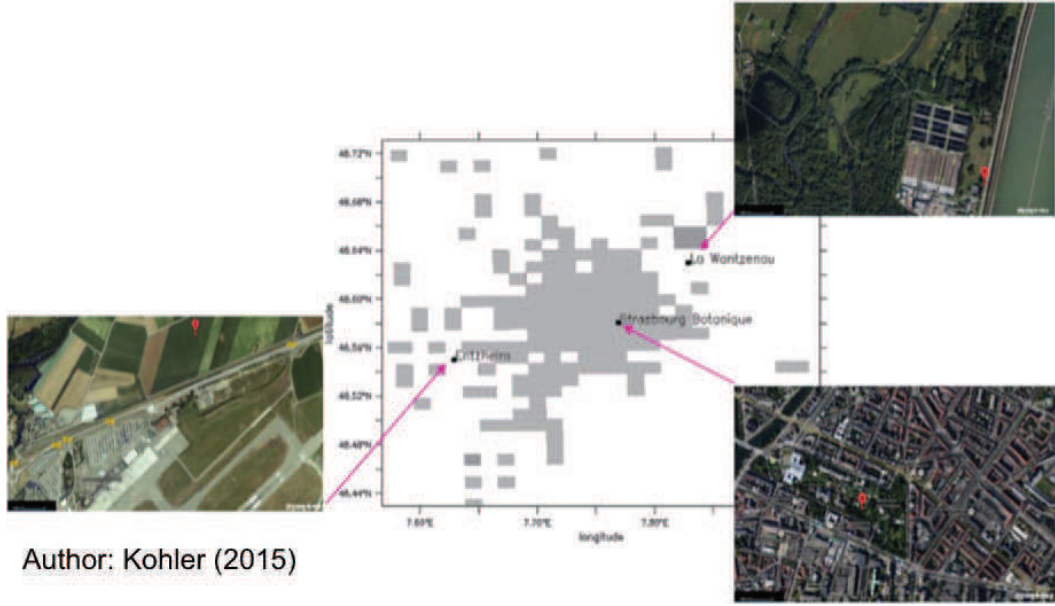 48.72°N
48.68°N
48.64°N
48.60°N
48.56°N
48.52°N
48.48°N
48.44°N
latitude
La Wantzenau
Strasbourg Botanique
Entzheim
7.60°E
7.70°E
7.80°E
longitude
Author: Kohler (2015)